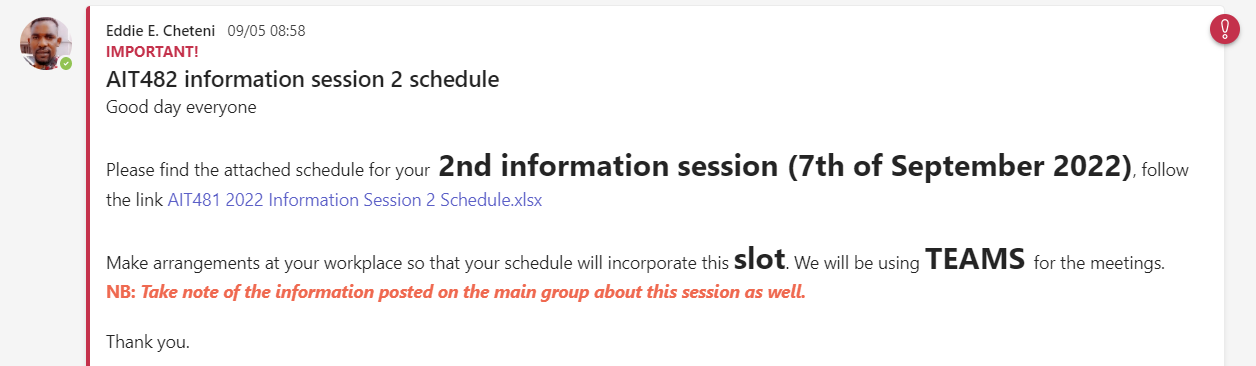 Eddie E. Cheteni 09/05 08:58
IMPORTANT!
AIT482 information session 2 schedule
Good day everyone
Please find the attached schedule for your 2nd information session (7th of September 2022), follow
the link AIT481 2022 Information Session 2 Schedule.xlsx
Make arrangements at your workplace so that your schedule will incorporate this slot. We will be using TEAMS for the meetings.
NB: Take note of the information posted on the main group about this session as well.
Thank you.